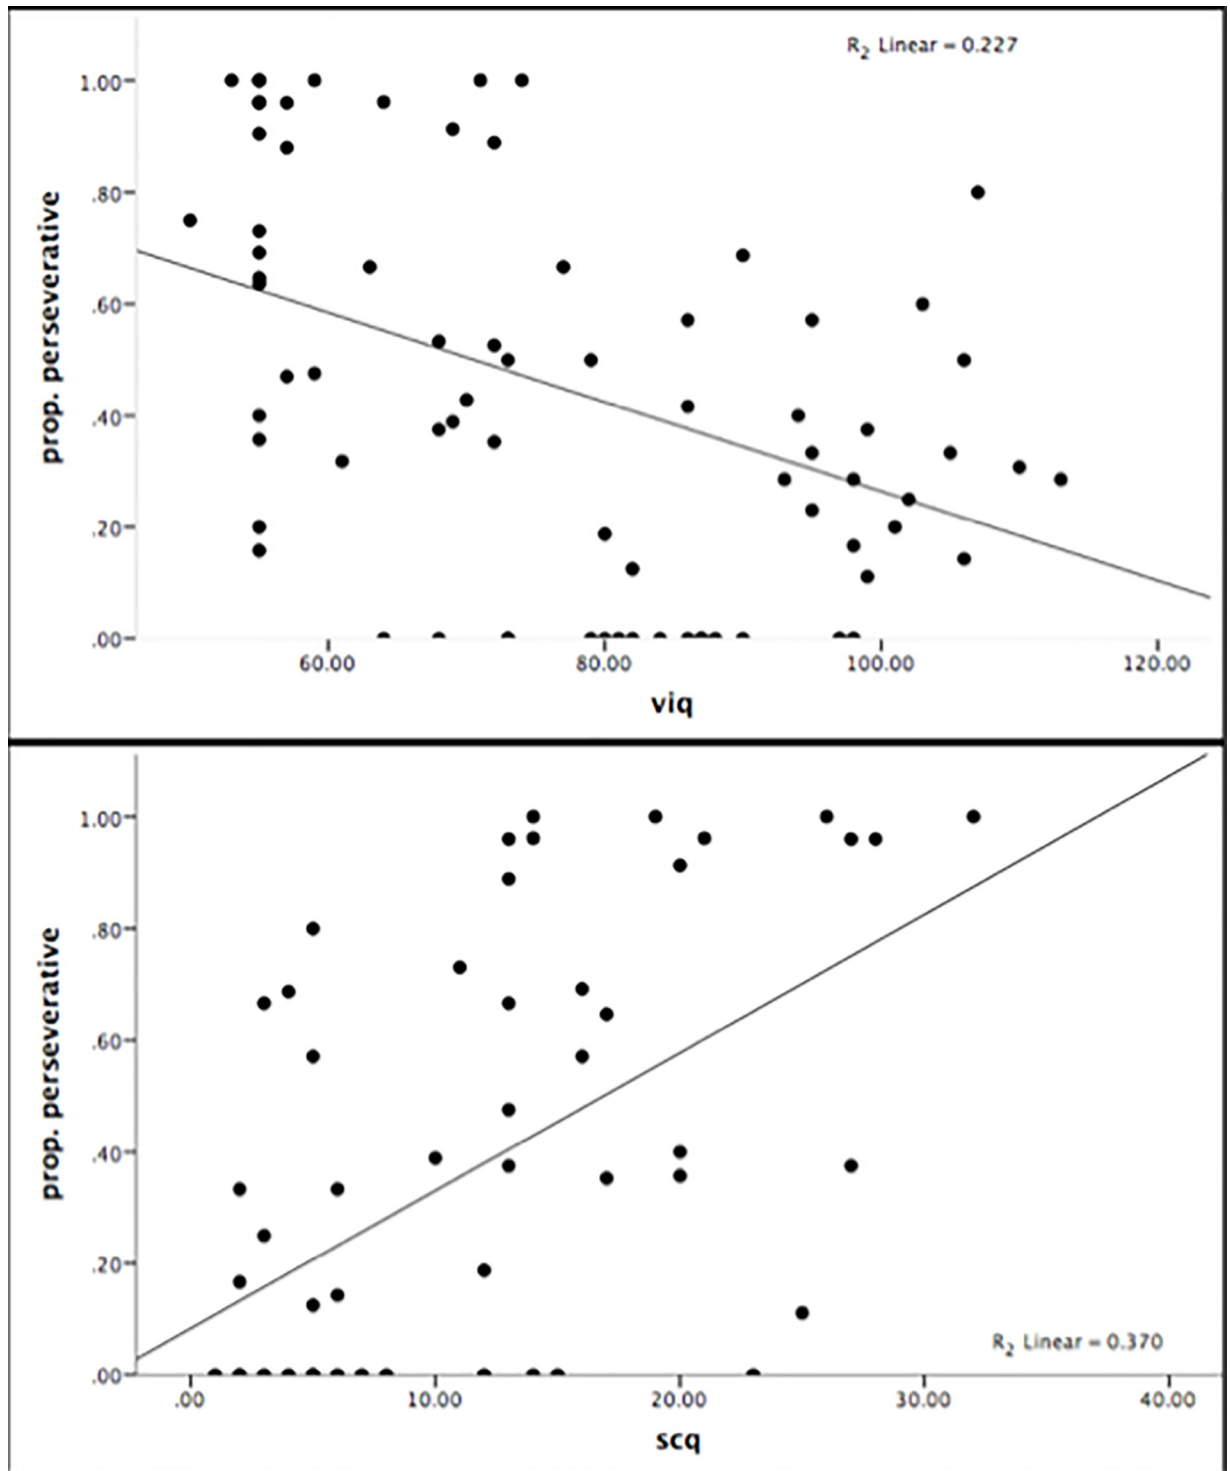 R2 Linear = 0.227
1.00
.80
.60
.40
.20
.00
prop. perseverative
60.00 80.00 100.00 120.00
viq
1.00
.80
.60
.40
.20
.00
prop. perseverative
R2 Linear = 0.370
.00 10.00 20.00 30.00 40.00
scq